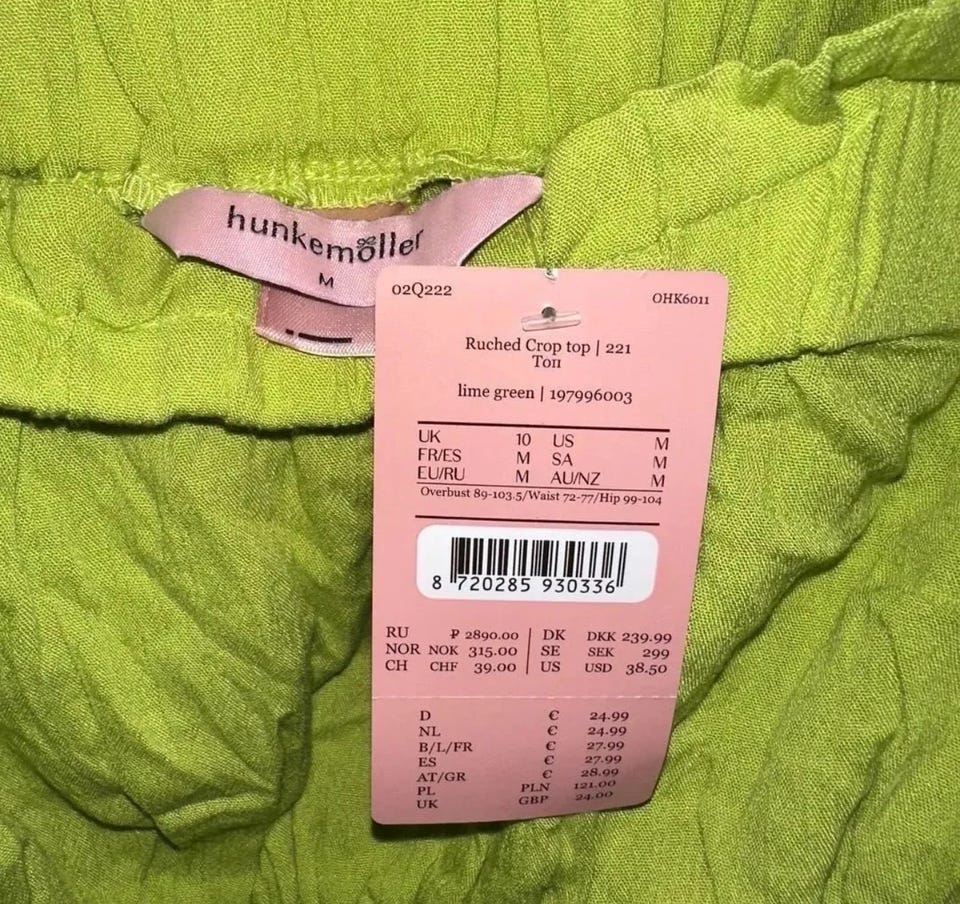 hunkemöller
M
02Q222 OHK6011
Ruched Crop top | 221
Топ
lime green | 197996003
UK 10 US M
FR/ES M SA M
EU/RU M AU/NZ M
Overbust 89-103.5/Waist 72-77/Hip 99-104
8 720285 930336
RU ₽ 2890.00 DK DKK 239.99
NOR NOK 315.00 SE SEK 299
CH CHF 39.00 US USD 38.50
D € 24.99
NL € 24.99
B/L/FR € 27.99
ES € 27.99
AT/GR € 28.99
PL PLN 121.00
UK GBP 24.00